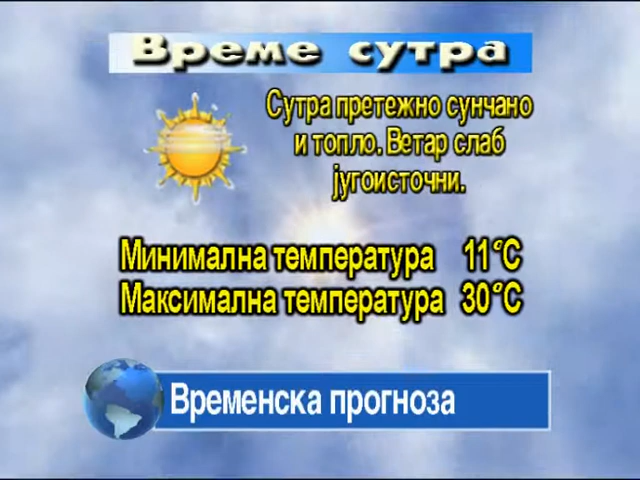 Време сутра
Сутра претежно сунчано
и топло. Ветар слаб
југоисточни.
Минимална температура 11°C
Максимална температура 30°C
Временска прогноза